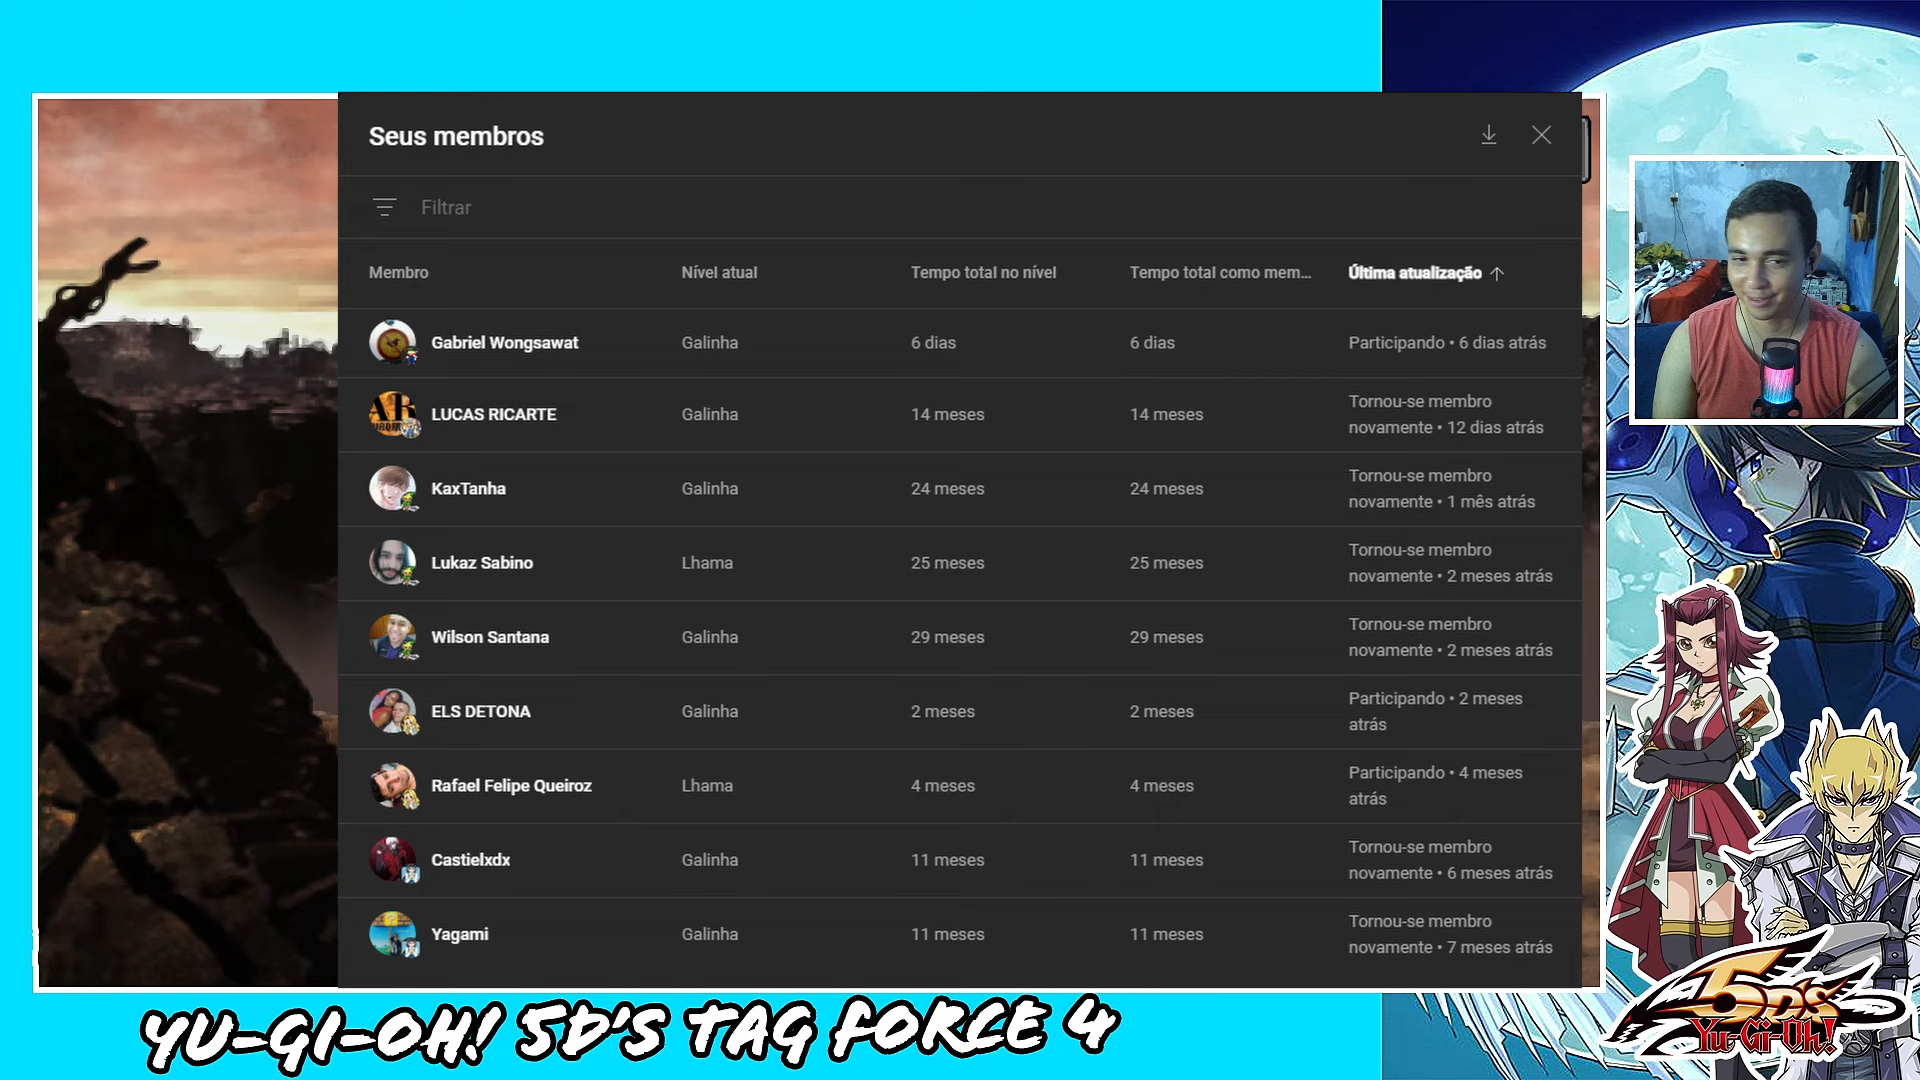 Seus membros
Filtrar
Membro Nível atual Tempo total no nível Tempo total como mem... Última atualização
Gabriel Wongsawat Galinha 6 dias 6 dias Participando • 6 dias atrás
LUCAS RICARTE Galinha 14 meses 14 meses Tornou-se membro
novamente • 12 dias atrás
KaxTanha Galinha 24 meses 24 meses Tornou-se membro
novamente • 1 mês atrás
Lukaz Sabino Lhama 25 meses 25 meses Tornou-se membro
novamente • 2 meses atrás
Wilson Santana Galinha 29 meses 29 meses Tornou-se membro
novamente • 2 meses atrás
ELS DETONA Galinha 2 meses 2 meses Participando • 2 meses
atrás
Rafael Felipe Queiroz Lhama 4 meses 4 meses Participando • 4 meses
atrás
Castielxdx Galinha 11 meses 11 meses Tornou-se membro
novamente • 6 meses atrás
Yagami Galinha 11 meses 11 meses Tornou-se membro
novamente • 7 meses atrás
YU-GI-OH! 5D'S TAG FORCE 4
5D's
Yu-Gi-Oh!